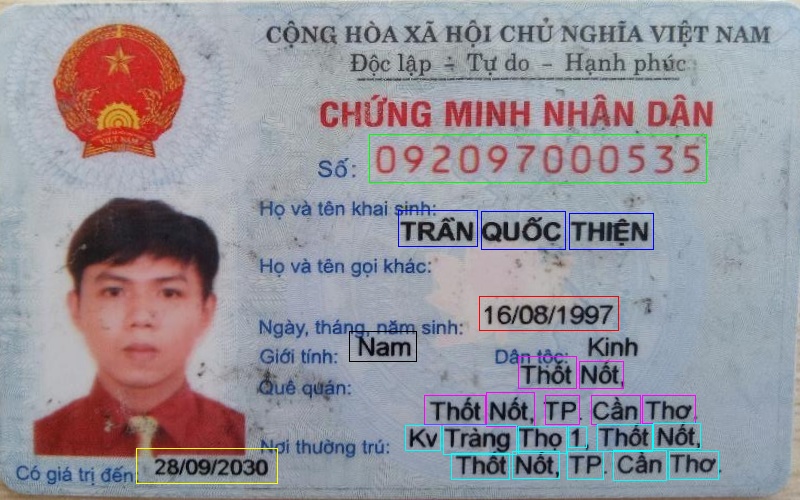 CỘNG HÒA XÃ HỘI CHỦ NGHĨA VIỆT NAM
Độc lập - Tự do - Hạnh phúc
CHỨNG MINH NHÂN DÂN
Số: 092097000535
Họ và tên khai sinh:
TRẦN QUỐC THIỆN
Họ và tên gọi khác:
Ngày, tháng, năm sinh: 16/08/1997
Giới tính: Nam Dân tộc: Kinh
Quê quán: Thốt Nốt,
Thốt Nốt, TP. Cần Thơ.
Nơi thường trú: Kv Tràng Thọ 1, Thốt Nốt,
Thốt Nốt, TP. Cần Thơ.
Có giá trị đến: 28/09/2030
VIỆT NAM